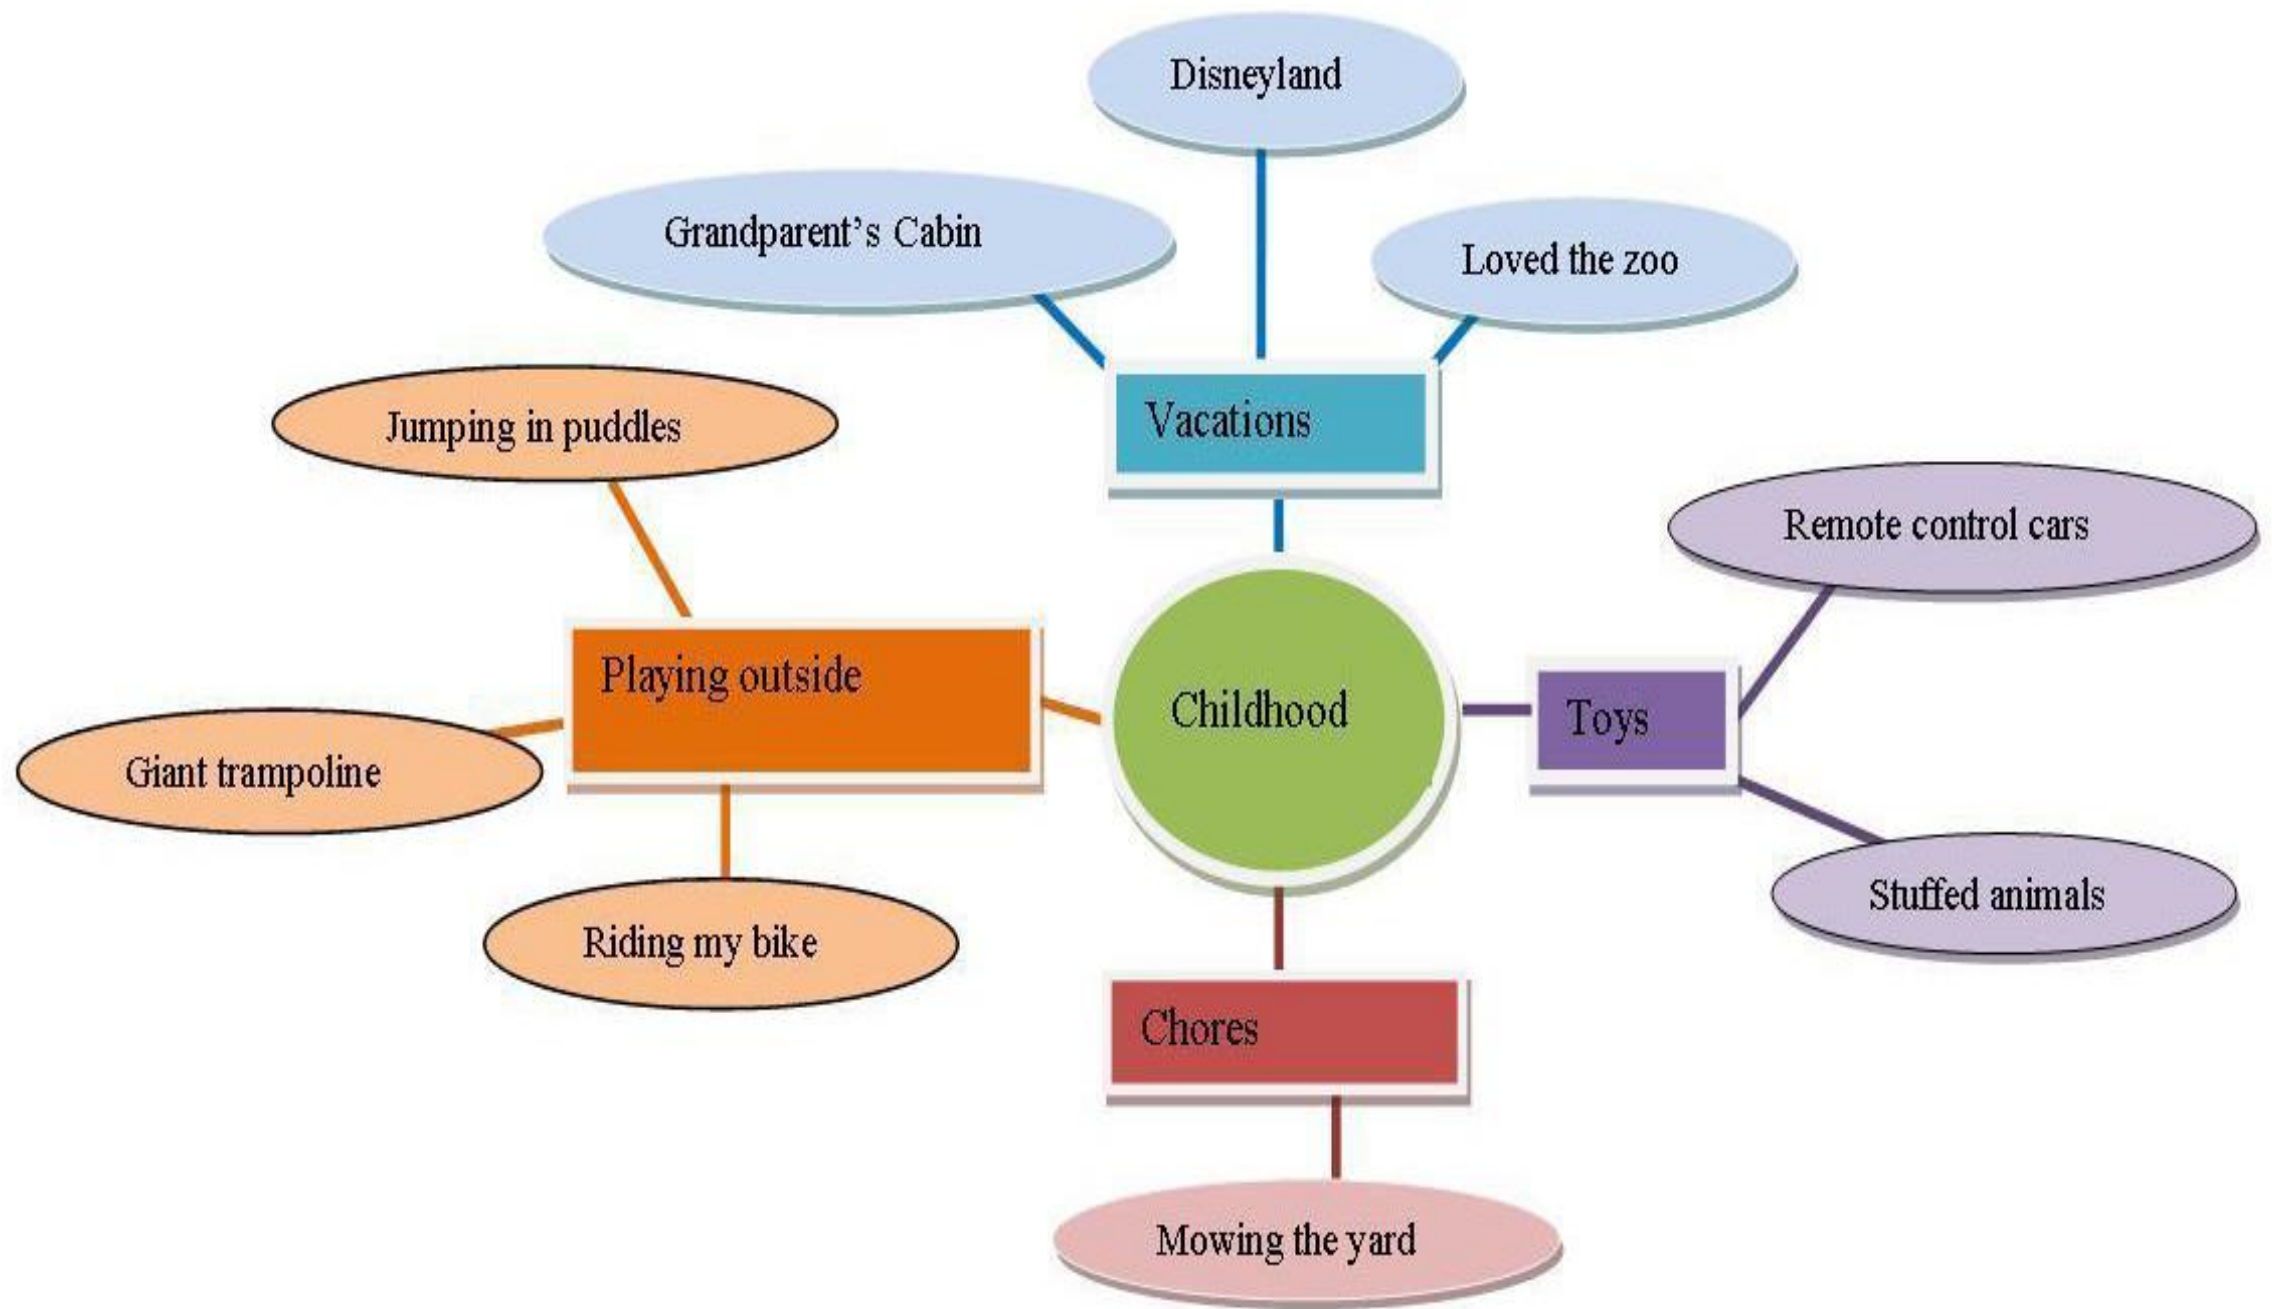 Disneyland
Grandparent’s Cabin
Loved the zoo
Vacations
Jumping in puddles
Remote control cars
Playing outside
Childhood
Toys
Giant trampoline
Stuffed animals
Riding my bike
Chores
Mowing the yard